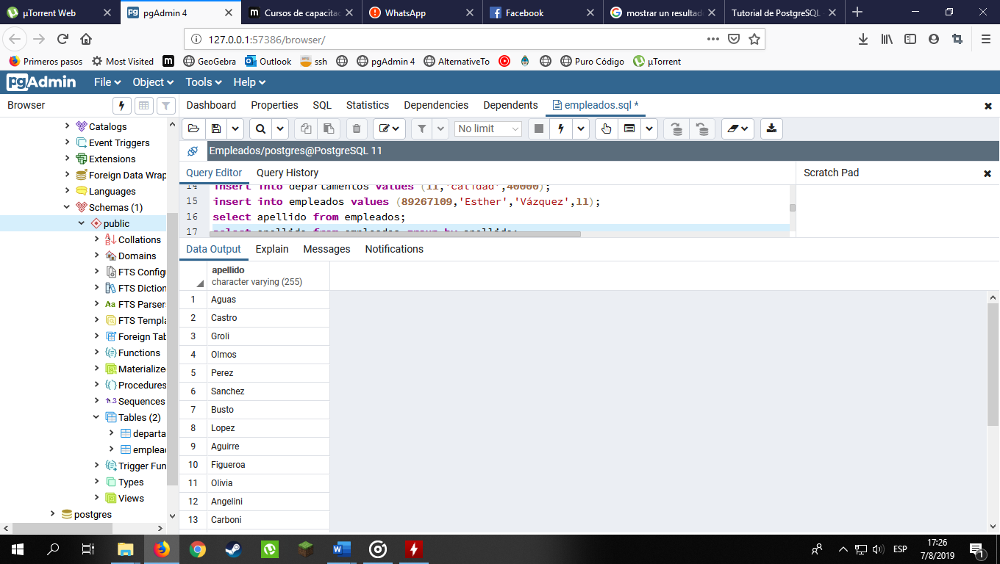 µTorrent Web
pgAdmin 4
Cursos de capacitac
WhatsApp
Facebook
mostrar un resultad
Tutorial de PostgreSQL
127.0.0.1:57386/browser/
Primeros pasos
Most Visited
GeoGebra
Outlook
ssh
pgAdmin 4
AlternativeTo
Puro Código
µTorrent
pgAdmin
File
Object
Tools
Help
Browser
Dashboard
Properties
SQL
Statistics
Dependencies
Dependents
empleados.sql *
No limit
Empleados/postgres@PostgreSQL 11
Query Editor
Query History
Scratch Pad
14 insert into departamentos values (11,'calidad',40000);
15 insert into empleados values (89267109,'Esther','Vázquez',11);
16 select apellido from empleados;
17 select apellido from empleados group by apellido;
Data Output
Explain
Messages
Notifications
apellido
character varying (255)
1 Aguas
2 Castro
3 Groli
4 Olmos
5 Perez
6 Sanchez
7 Busto
8 Lopez
9 Aguirre
10 Figueroa
11 Olivia
12 Angelini
13 Carboni
Catalogs
Event Triggers
Extensions
Foreign Data Wrap
Languages
Schemas (1)
public
Collations
Domains
FTS Configu
FTS Diction
FTS Parsers
FTS Templa
Foreign Tab
Functions
Materialize
Procedures
Sequences
Tables (2)
departa
emplead
Trigger Fun
Types
Views
postgres
ESP
17:26
7/8/2019
1